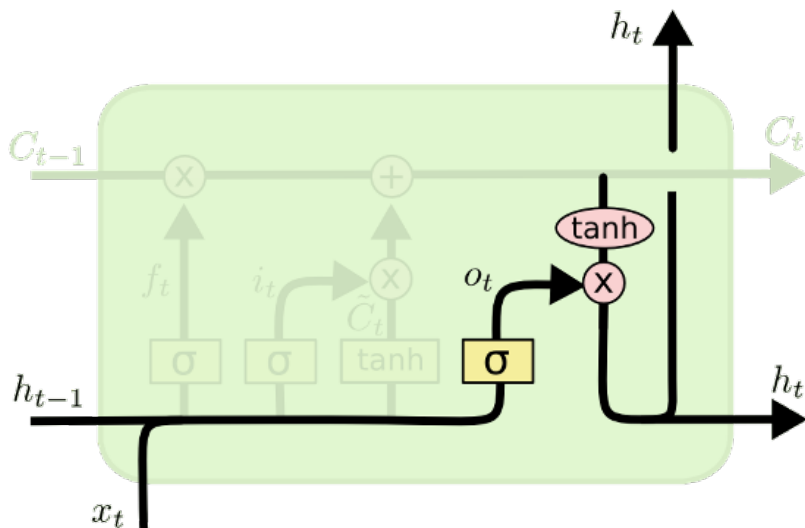 h_t
C_{t-1}
C_t
x
+
tanh
f_t
i_t
x
o_t
x
C̃_t
σ
σ
tanh
σ
h_{t-1}
h_t
x_t